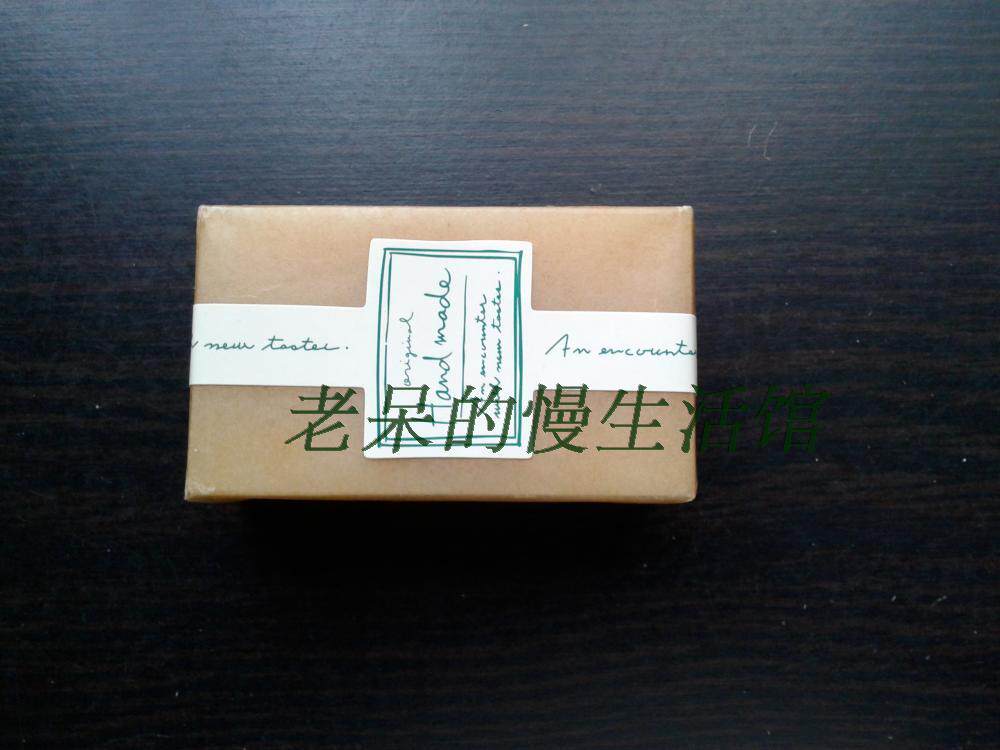 new tastes.
original
Hand made
An encounter
with new tastes.
An encounte
老呆的慢生活馆